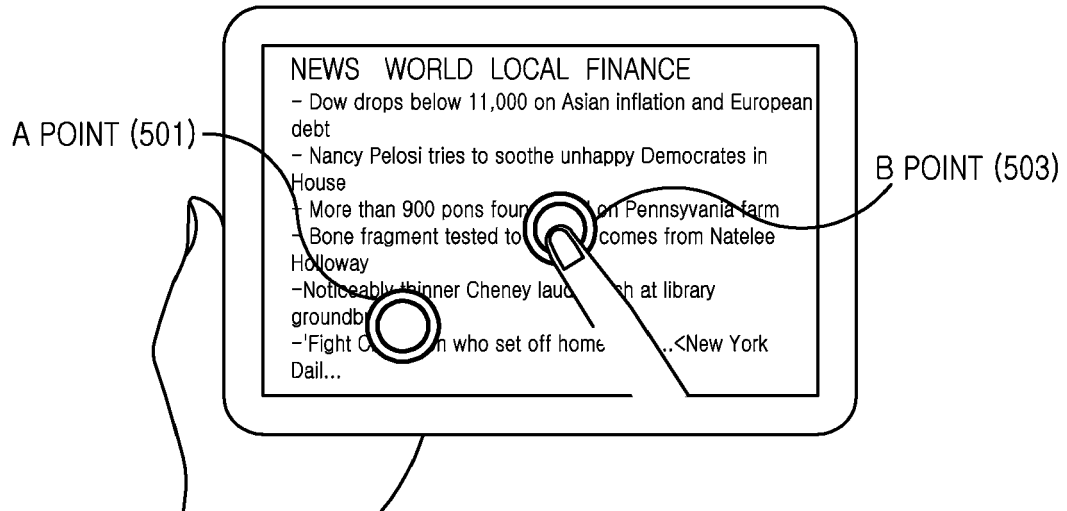 NEWS WORLD LOCAL FINANCE
- Dow drops below 11,000 on Asian inflation and European
debt
A POINT (501)
- Nancy Pelosi tries to soothe unhappy Democrates in
House
B POINT (503)
- More than 900 pons on Pennsyvania farm
- Bone fragment tested to comes from Natelee
Holloway
-Noticeably thinner Cheney at library
-'Fight who set off home ...<New York
Dail...